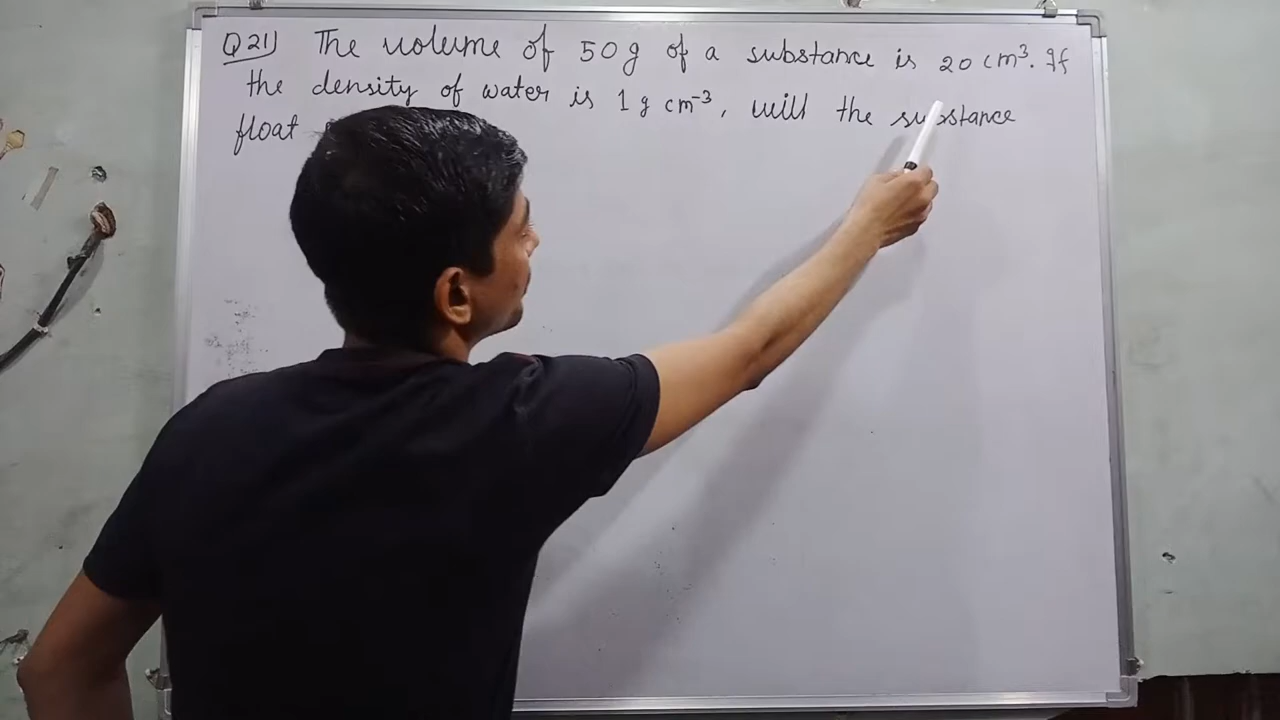 Q21) The volume of 50g of a substance is 20 cm³. If
the density of water is 1 g cm⁻³, will the substance
float